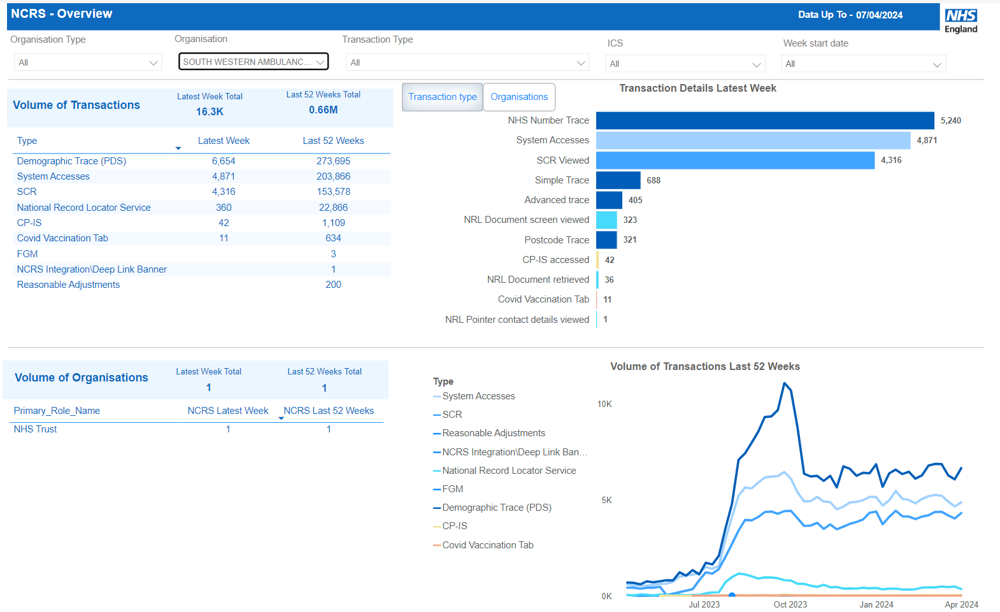 NCRS - Overview
Data Up To - 07/04/2024
NHS
England
Organisation Type
All
Organisation
SOUTH WESTERN AMBULANC...
Transaction Type
All
ICS
All
Week start date
All
Volume of Transactions
Latest Week Total
16.3K
Last 52 Weeks Total
0.66M
Type Latest Week Last 52 Weeks
Demographic Trace (PDS) 6,654 273,695
System Accesses 4,871 203,866
SCR 4,316 153,578
National Record Locator Service 360 22,866
CP-IS 42 1,109
Covid Vaccination Tab 11 634
FGM 3
NCRS Integration\Deep Link Banner 1
Reasonable Adjustments 200
Transaction type
Organisations
Transaction Details Latest Week
NHS Number Trace 5,240
System Accesses 4,871
SCR Viewed 4,316
Simple Trace 688
Advanced trace 405
NRL Document screen viewed 323
Postcode Trace 321
CP-IS accessed 42
NRL Document retrieved 36
Covid Vaccination Tab 11
NRL Pointer contact details viewed 1
Volume of Organisations
Latest Week Total
1
Last 52 Weeks Total
1
Primary_Role_Name NCRS Latest Week NCRS Last 52 Weeks
NHS Trust 1 1
Type
System Accesses
SCR
Reasonable Adjustments
NCRS Integration\Deep Link Ban...
National Record Locator Service
FGM
Demographic Trace (PDS)
CP-IS
Covid Vaccination Tab
Volume of Transactions Last 52 Weeks
10K
5K
0K
Jul 2023 Oct 2023 Jan 2024 Apr 2024